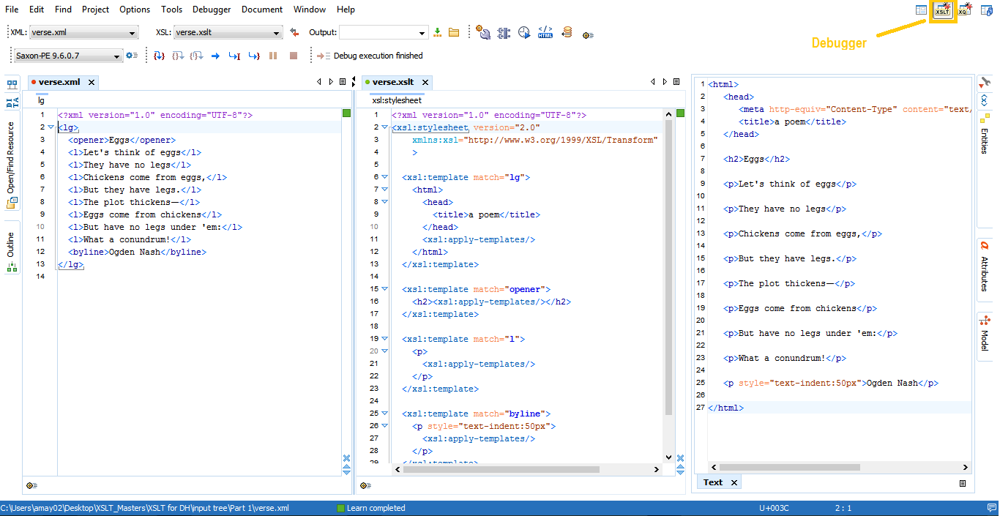 File Edit Find Project Options Tools Debugger Document Window Help
XSLT XQ
XML: verse.xml XSL: verse.xslt Output: </> HTML
Debugger
Saxon-PE 9.6.0.7 Debug execution finished
verse.xml
lg
1 <?xml version="1.0" encoding="UTF-8"?>
2 <lg>
3 <opener>Eggs</opener>
4 <l>Let's think of eggs</l>
5 <l>They have no legs</l>
6 <l>Chickens come from eggs,</l>
7 <l>But they have legs.</l>
8 <l>The plot thickens—</l>
9 <l>Eggs come from chickens</l>
10 <l>But have no legs under 'em:</l>
11 <l>What a conundrum!</l>
12 <byline>Ogden Nash</byline>
13 </lg>
14
verse.xslt
xsl:stylesheet
1 <?xml version="1.0" encoding="UTF-8"?>
2 <xsl:stylesheet version="2.0"
3 xmlns:xsl="http://www.w3.org/1999/XSL/Transform"
4 >
5
6 <xsl:template match="lg">
7 <html>
8 <head>
9 <title>a poem</title>
10 </head>
11 <xsl:apply-templates/>
12 </html>
13 </xsl:template>
14
15 <xsl:template match="opener">
16 <h2><xsl:apply-templates/></h2>
17 </xsl:template>
18
19 <xsl:template match="l">
20 <p>
21 <xsl:apply-templates/>
22 </p>
23 </xsl:template>
24
25 <xsl:template match="byline">
26 <p style="text-indent:50px">
27 <xsl:apply-templates/>
28 </p>
29 </xsl:template>
1 <html>
2 <head>
3 <meta http-equiv="Content-Type" content="text/
4 <title>a poem</title>
5 </head>
6
7 <h2>Eggs</h2>
8
9 <p>Let's think of eggs</p>
10
11 <p>They have no legs</p>
12
13 <p>Chickens come from eggs,</p>
14
15 <p>But they have legs.</p>
16
17 <p>The plot thickens—</p>
18
19 <p>Eggs come from chickens</p>
20
21 <p>But have no legs under 'em:</p>
22
23 <p>What a conundrum!</p>
24
25 <p style="text-indent:50px">Ogden Nash</p>
26
27 </html>
Text
DITA
Open/Find Resource
Outline
Entities
Attributes
Model
C:\Users\amay02\Desktop\XSLT_Masters\XSLT for DH\input tree\Part 1\verse.xml Learn completed U+003C 2 : 1